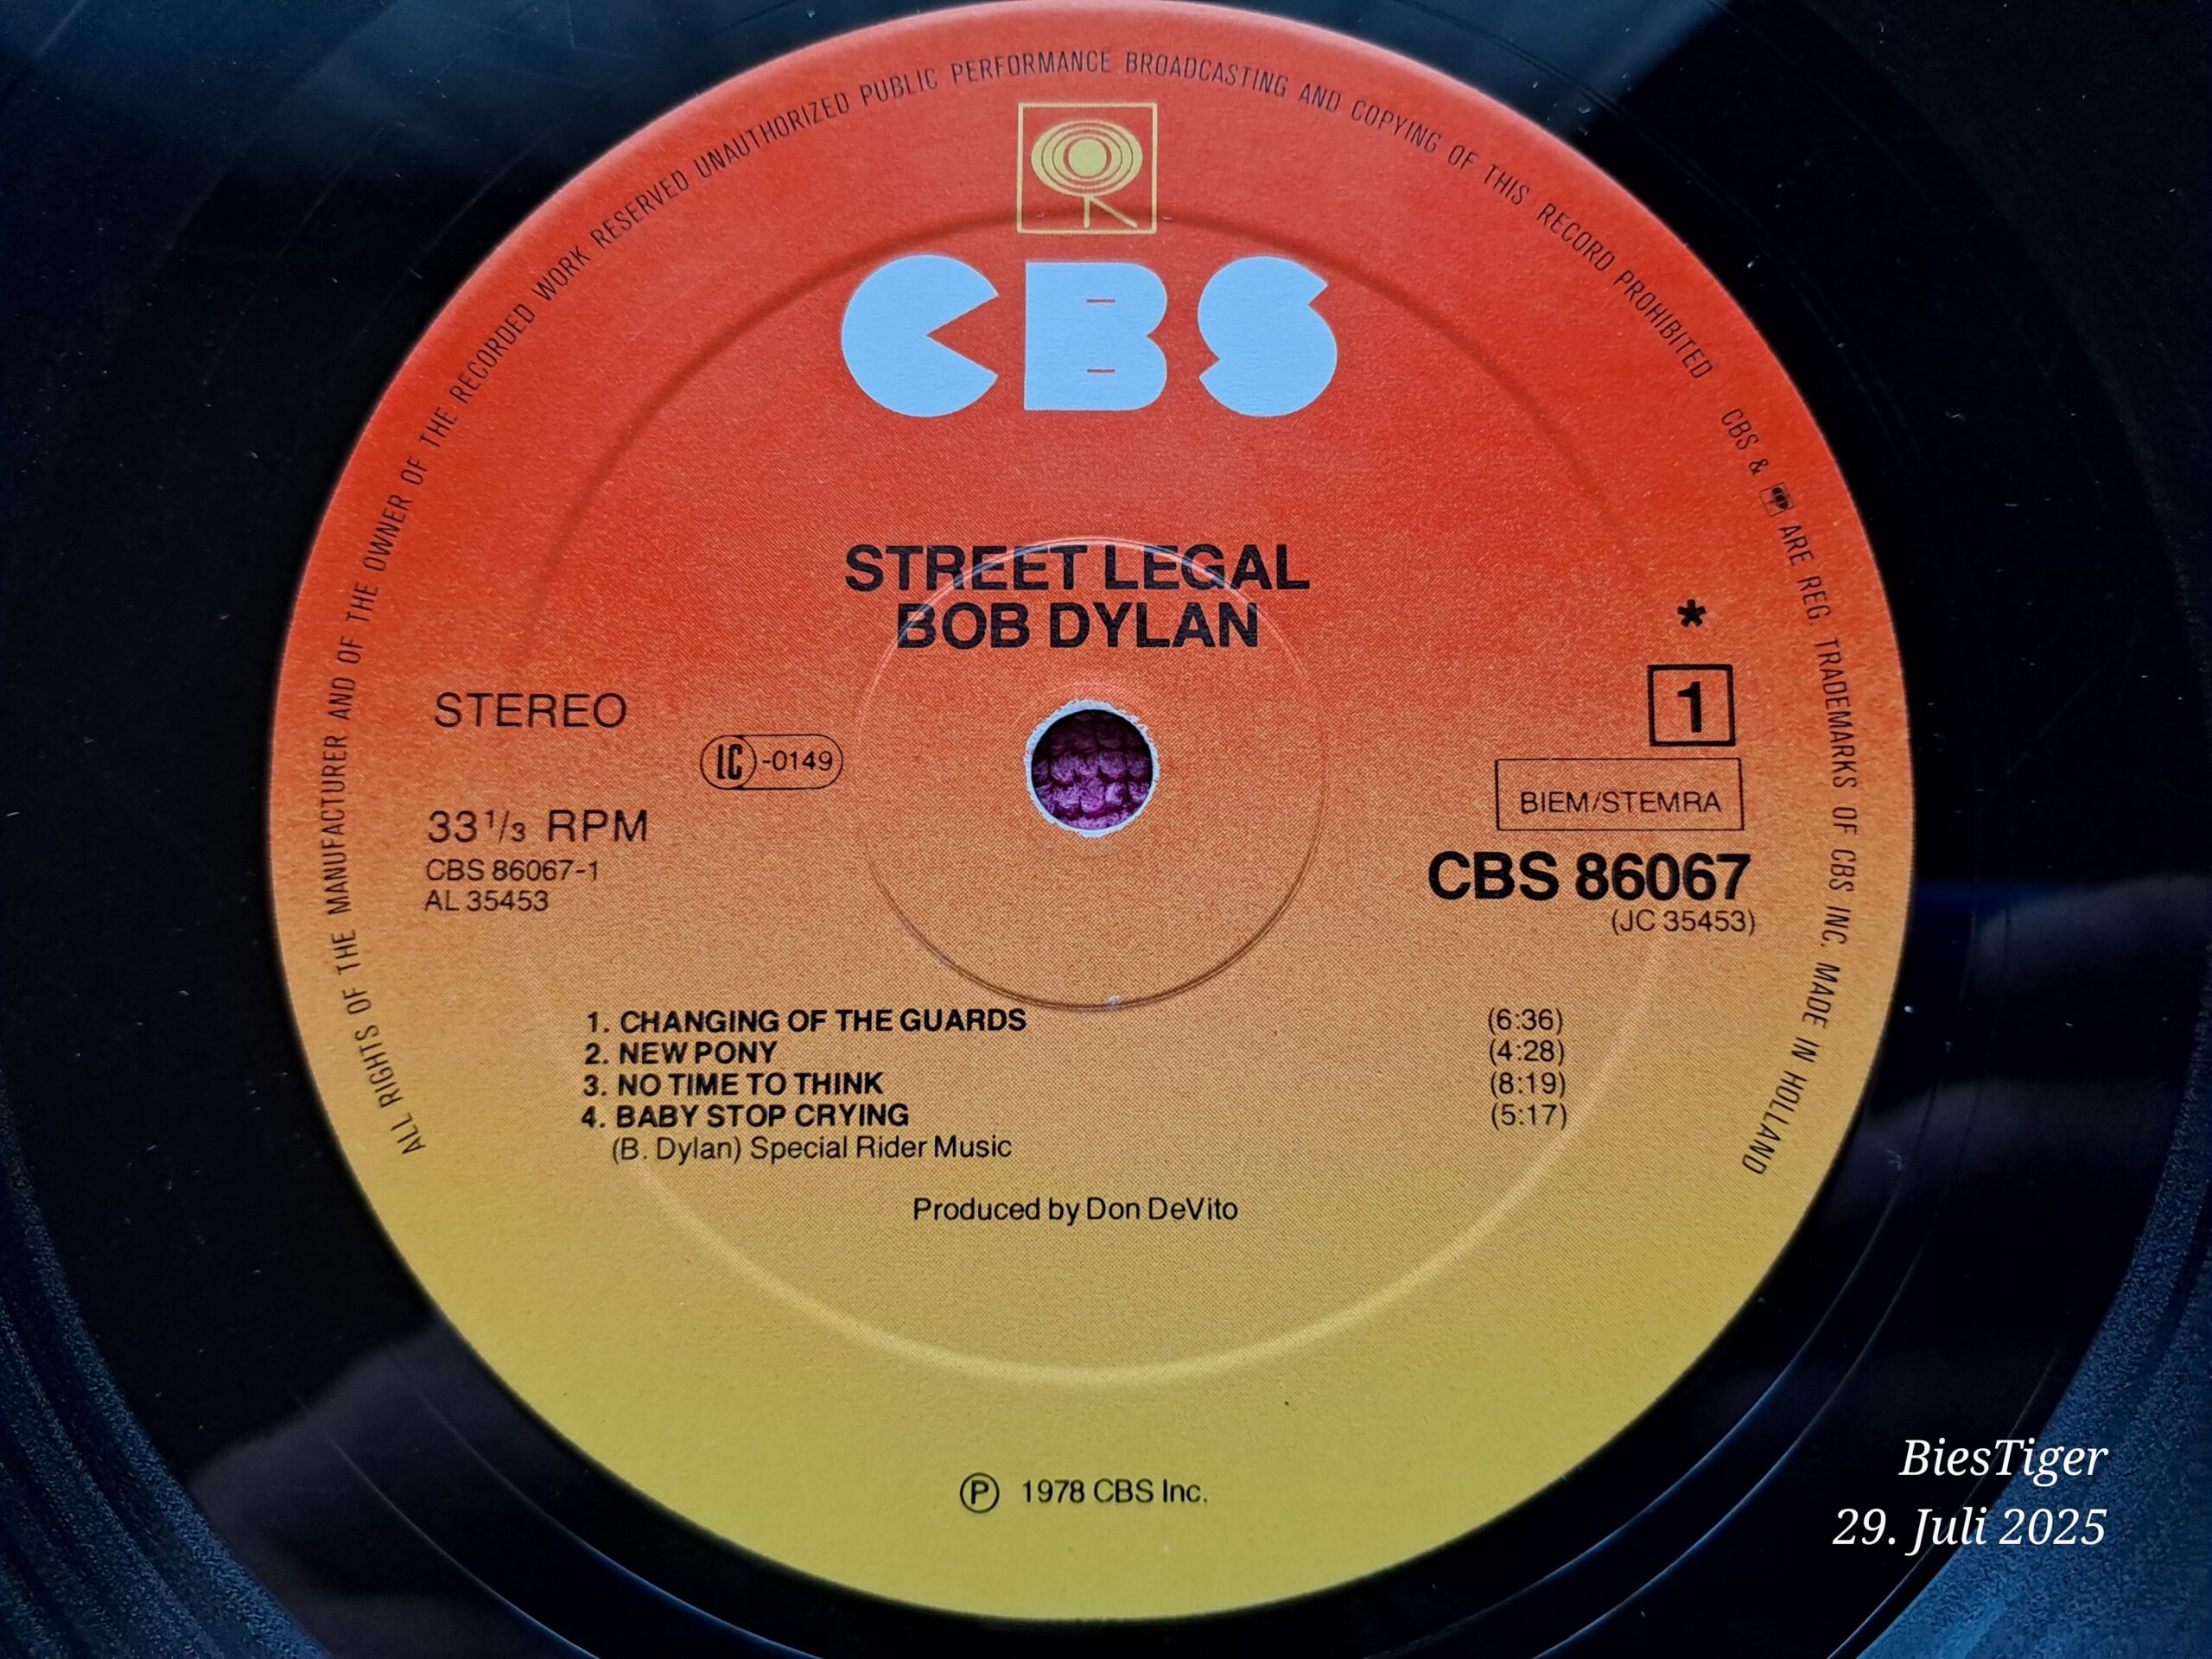 ALL RIGHTS OF THE MANUFACTURER AND OF THE OWNER OF THE RECORDED WORK RESERVED UNAUTHORIZED PUBLIC PERFORMANCE BROADCASTING AND COPYING OF THIS RECORD PROHIBITED CBS & ARE REG. TRADEMARKS OF CBS INC. MADE IN HOLLAND
CBS
STREET LEGAL
BOB DYLAN
*
STEREO
1
LC-0149
BIEM/STEMRA
33 1/3 RPM
CBS 86067-1
AL 35453
CBS 86067
(JC 35453)
1. CHANGING OF THE GUARDS (6:36)
2. NEW PONY (4:28)
3. NO TIME TO THINK (8:19)
4. BABY STOP CRYING (5:17)
(B. Dylan) Special Rider Music
Produced by Don DeVito
℗ 1978 CBS Inc.
BiesTiger
29. Juli 2025